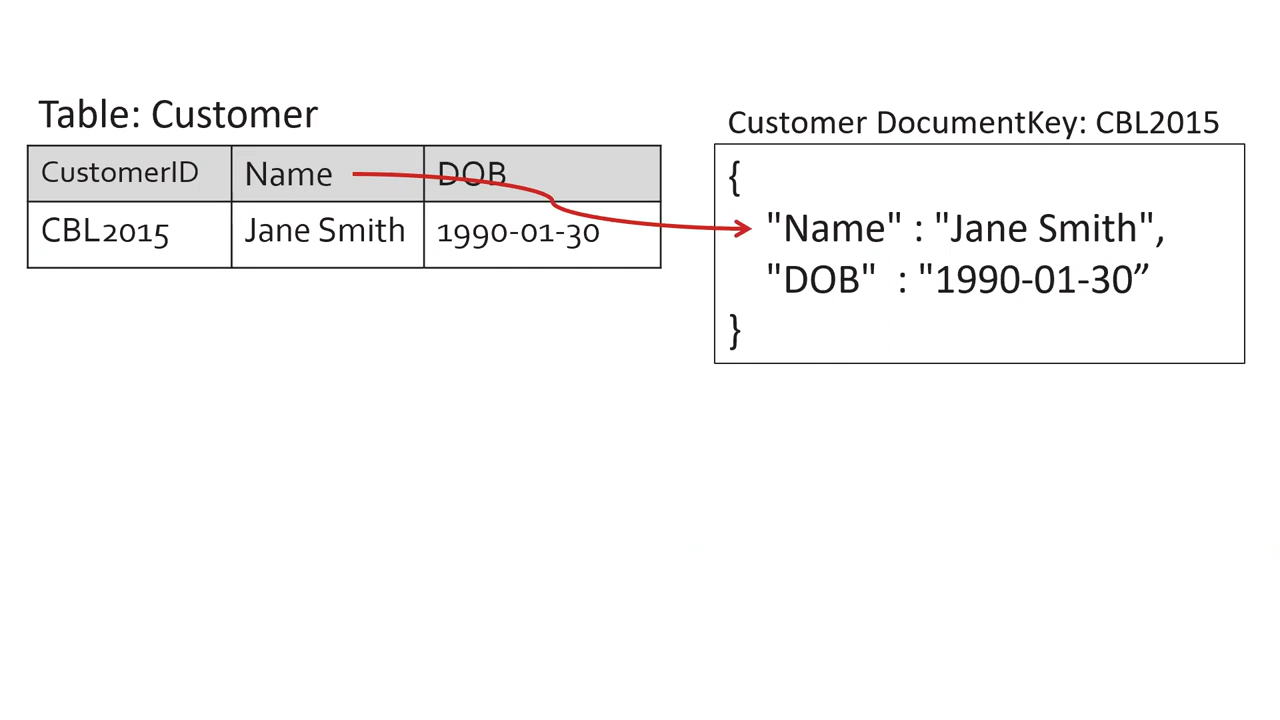 Table: Customer
CustomerID Name DOB
CBL2015 Jane Smith 1990-01-30
Customer DocumentKey: CBL2015
{
"Name" : "Jane Smith",
"DOB" : "1990-01-30”
}